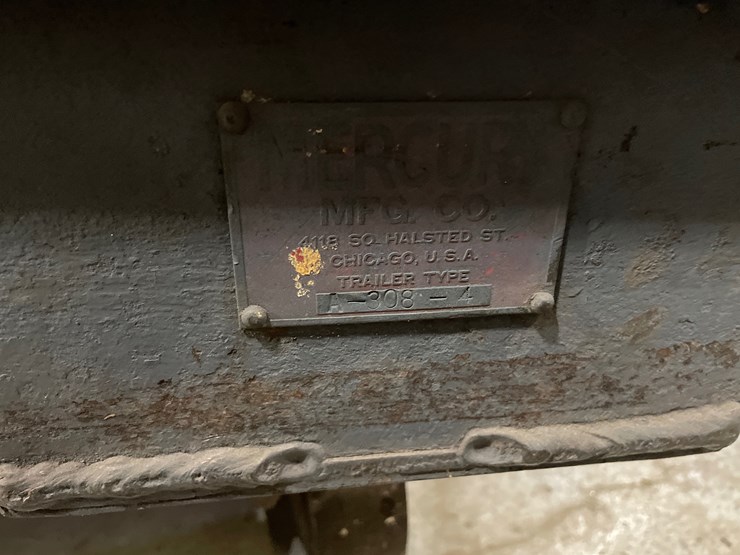 MERCURY
MFG. CO.
4118 SO. HALSTED ST.
CHICAGO, U.S.A.
TRAILER TYPE
A-308-4